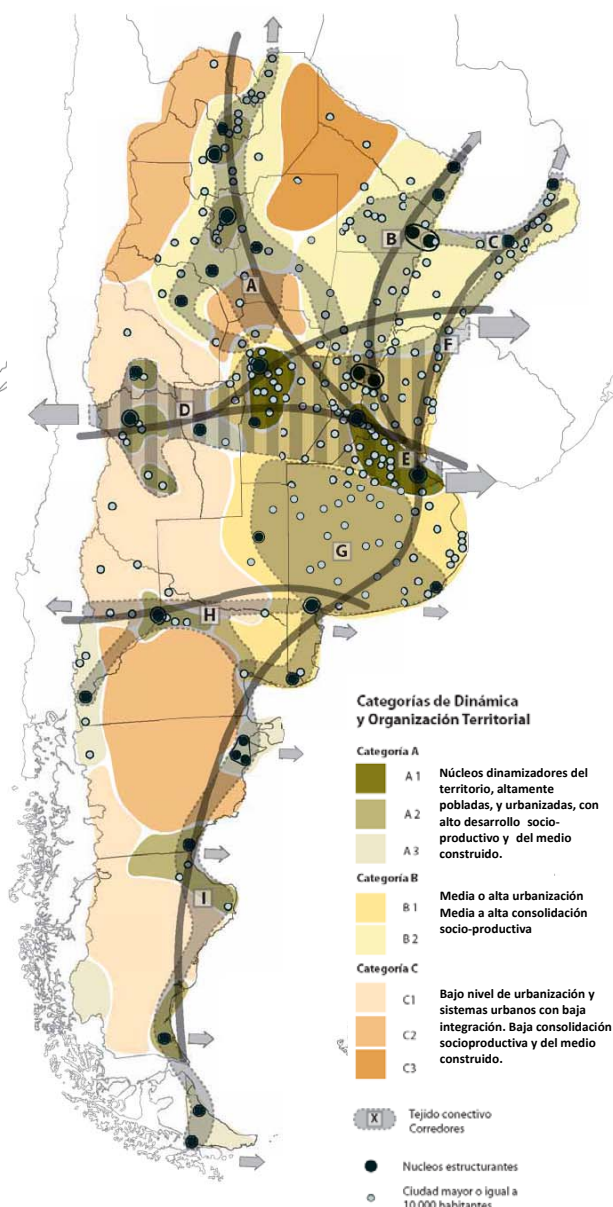 A
B
C
F
D
E
G
H
I
Categorías de Dinámica
y Organización Territorial
Categoría A
A 1
A 2
A 3
Núcleos dinamizadores del
territorio, altamente
pobladas, y urbanizadas, con
alto desarrollo socio-
productivo y del medio
construido.
Categoría B
B 1
B 2
Media o alta urbanización
Media a alta consolidación
socio-productiva
Categoría C
C1
C2
C3
Bajo nivel de urbanización y
sistemas urbanos con baja
integración. Baja consolidación
socioproductiva y del medio
construido.
X
Tejido conectivo
Corredores
Nucleos estructurantes
Ciudad mayor o igual a
10.000 habitantes